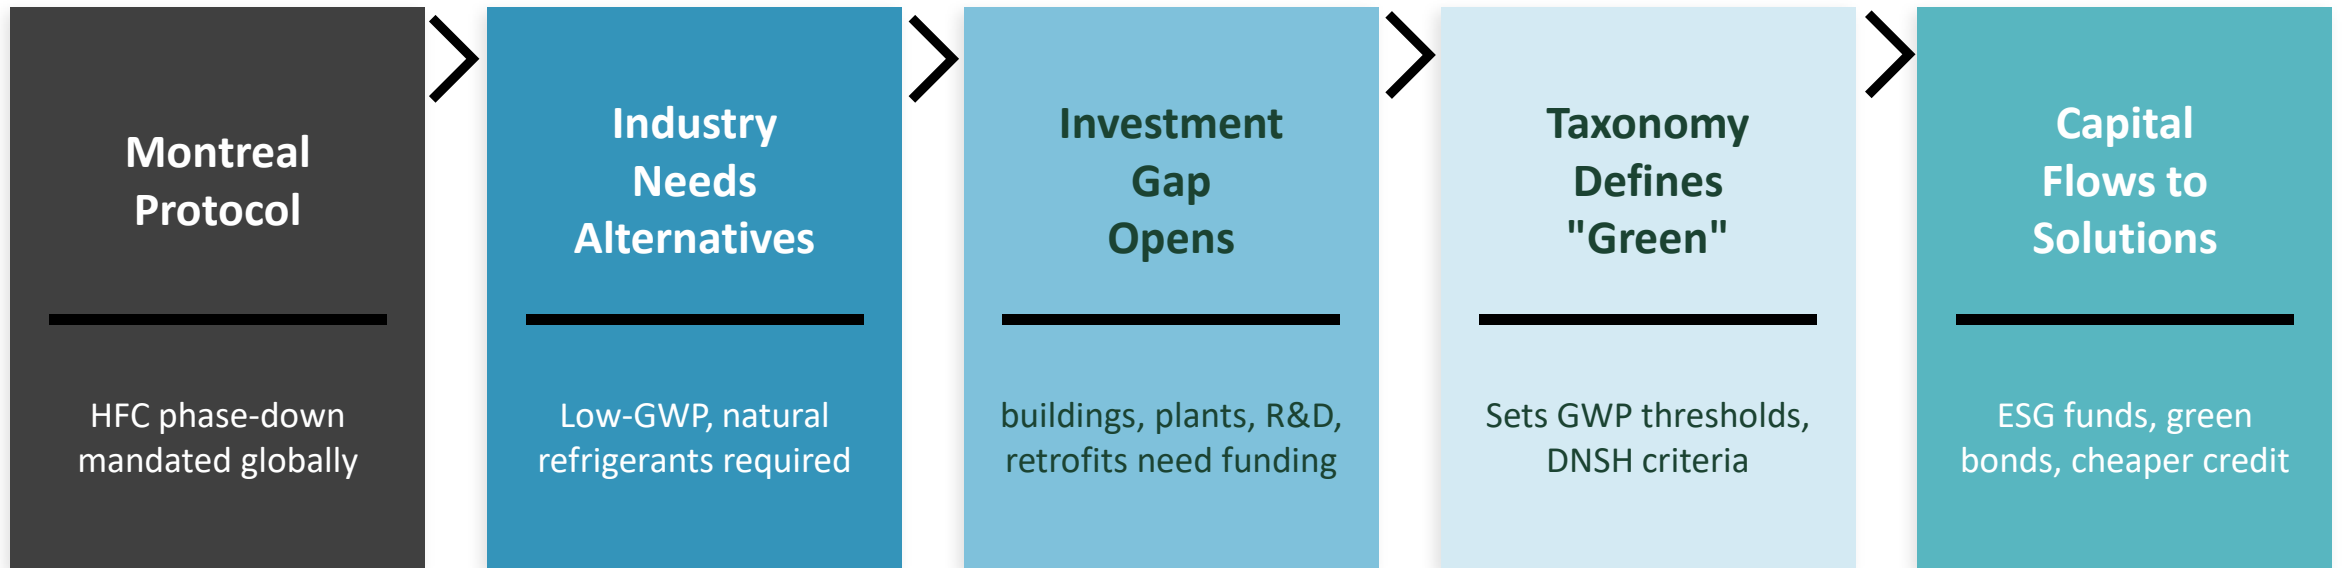 Montreal
Protocol
HFC phase-down
mandated globally
Industry
Needs
Alternatives
Low-GWP, natural
refrigerants required
Investment
Gap
Opens
buildings, plants, R&D,
retrofits need funding
Taxonomy
Defines
"Green"
Sets GWP thresholds,
DNSH criteria
Capital
Flows to
Solutions
ESG funds, green
bonds, cheaper credit